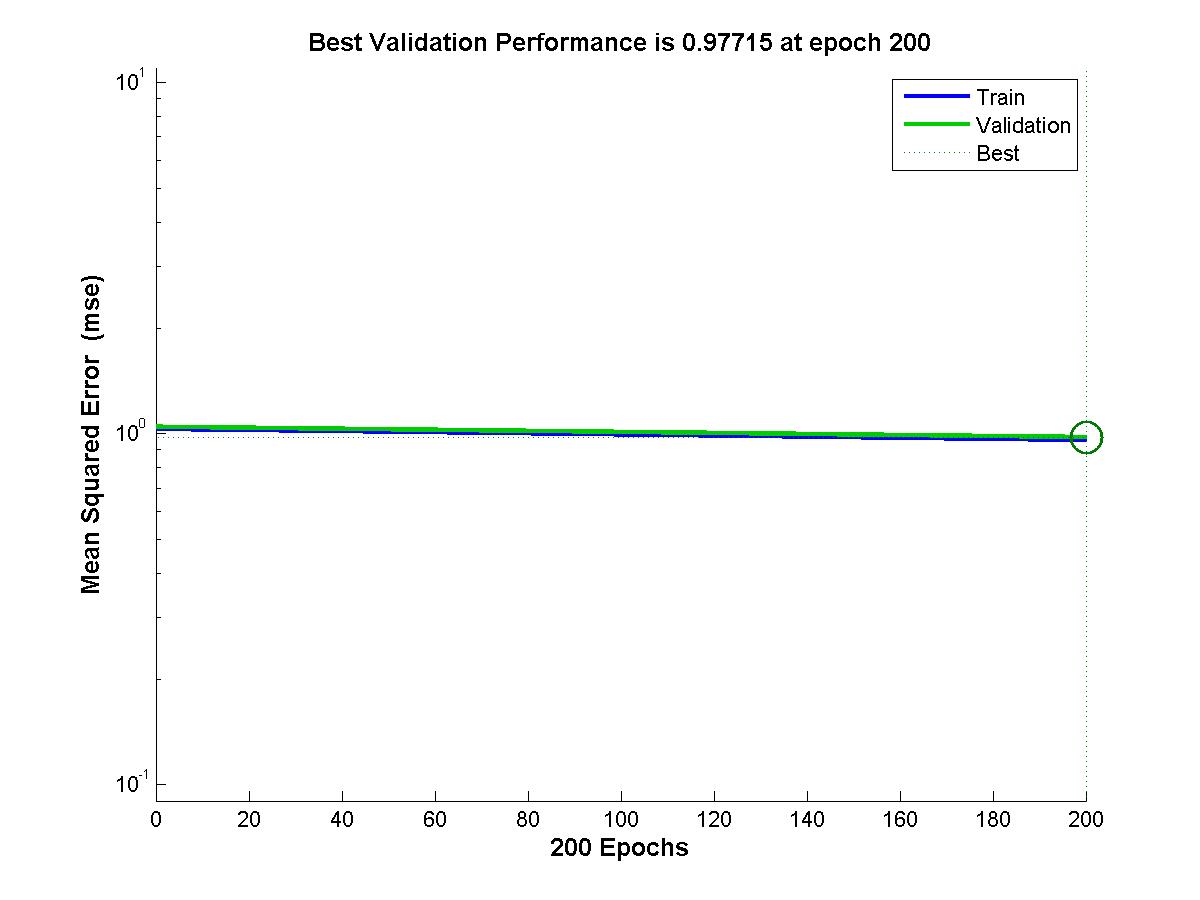 Best Validation Performance is 0.97715 at epoch 200
10^1
Train
Validation
Best
Mean Squared Error (mse)
10^0
10^-1
0 20 40 60 80 100 120 140 160 180 200
200 Epochs